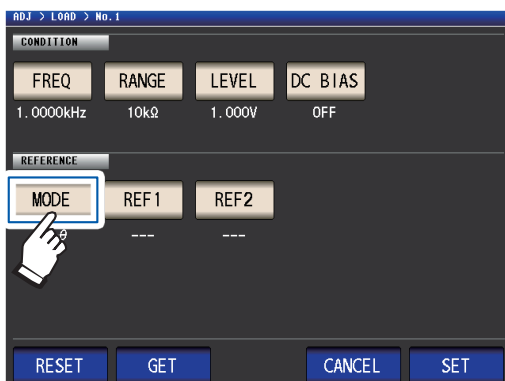 ADJ > LOAD > No.1
CONDITION
FREQ RANGE LEVEL DC BIAS
1.0000kHz 10kΩ 1.000V OFF
REFERENCE
MODE REF1 REF2
θ --- ---
RESET GET CANCEL SET